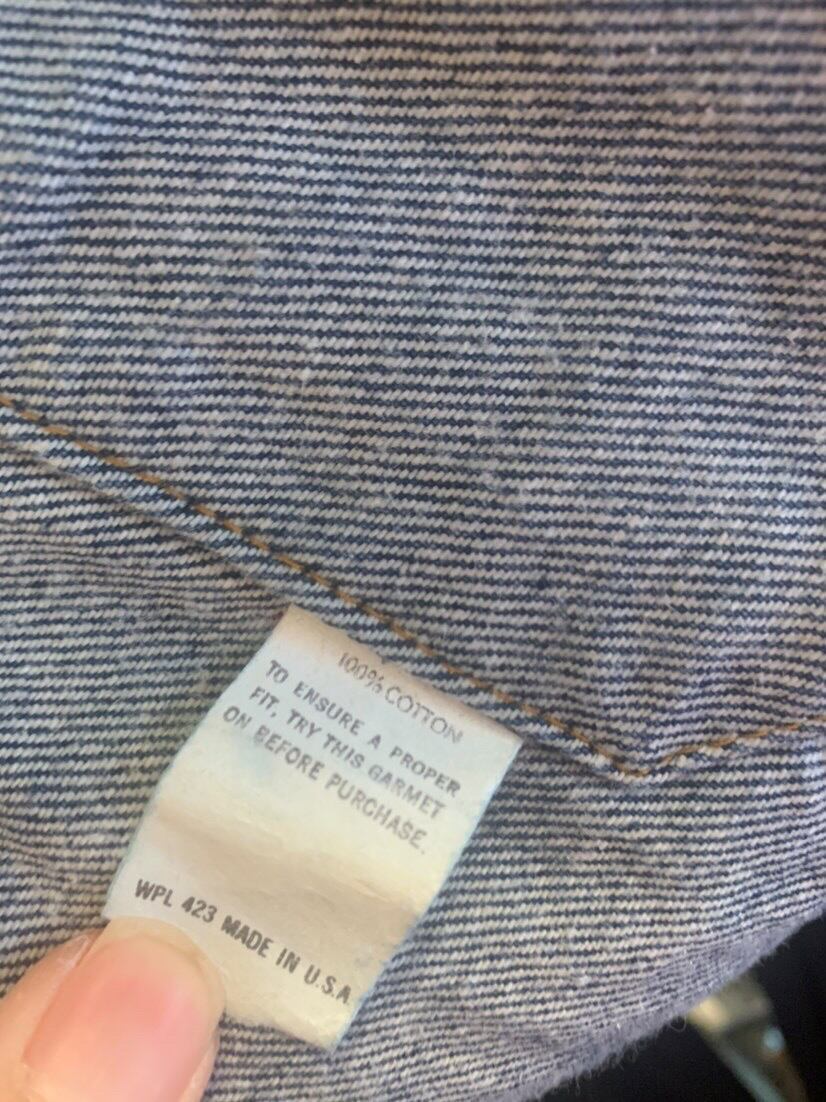 100% COTTON
TO ENSURE A PROPER
FIT, TRY THIS GARMET
ON BEFORE PURCHASE.
WPL 423 MADE IN U.S.A.